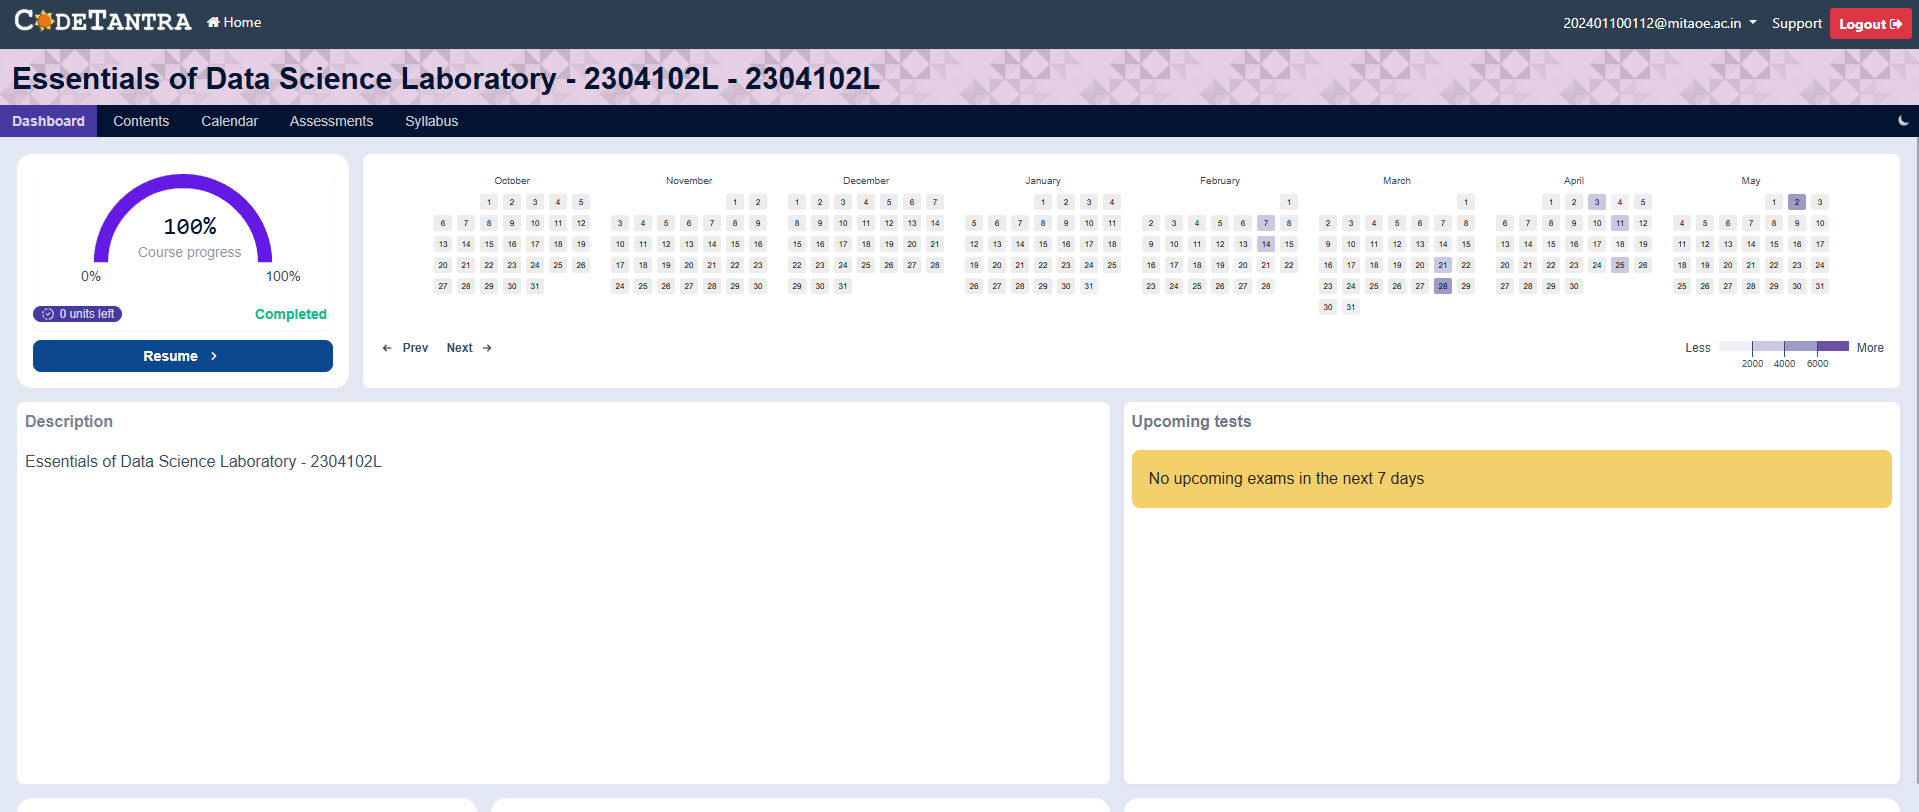 CODETANTRA Home 202401100112@mitaoe.ac.in Support Logout
Essentials of Data Science Laboratory - 2304102L - 2304102L
Dashboard Contents Calendar Assessments Syllabus
100%
Course progress
0% 100%
0 units left Completed
Resume
October November December January February March April May
1 2 3 4 5 1 2 1 2 3 4 5 6 7 1 2 3 4 1 1 1 2 3 4 5 1 2 3
6 7 8 9 10 11 12 3 4 5 6 7 8 9 8 9 10 11 12 13 14 5 6 7 8 9 10 11 2 3 4 5 6 7 8 2 3 4 5 6 7 8 6 7 8 9 10 11 12 4 5 6 7 8 9 10
13 14 15 16 17 18 19 10 11 12 13 14 15 16 15 16 17 18 19 20 21 12 13 14 15 16 17 18 9 10 11 12 13 14 15 9 10 11 12 13 14 15 13 14 15 16 17 18 19 11 12 13 14 15 16 17
20 21 22 23 24 25 26 17 18 19 20 21 22 23 22 23 24 25 26 27 28 19 20 21 22 23 24 25 16 17 18 19 20 21 22 16 17 18 19 20 21 22 20 21 22 23 24 25 26 18 19 20 21 22 23 24
27 28 29 30 31 24 25 26 27 28 29 30 29 30 31 26 27 28 29 30 31 23 24 25 26 27 28 23 24 25 26 27 28 29 27 28 29 30 25 26 27 28 29 30 31
30 31
Prev Next Less More
2000 4000 6000
Description
Essentials of Data Science Laboratory - 2304102L
Upcoming tests
No upcoming exams in the next 7 days